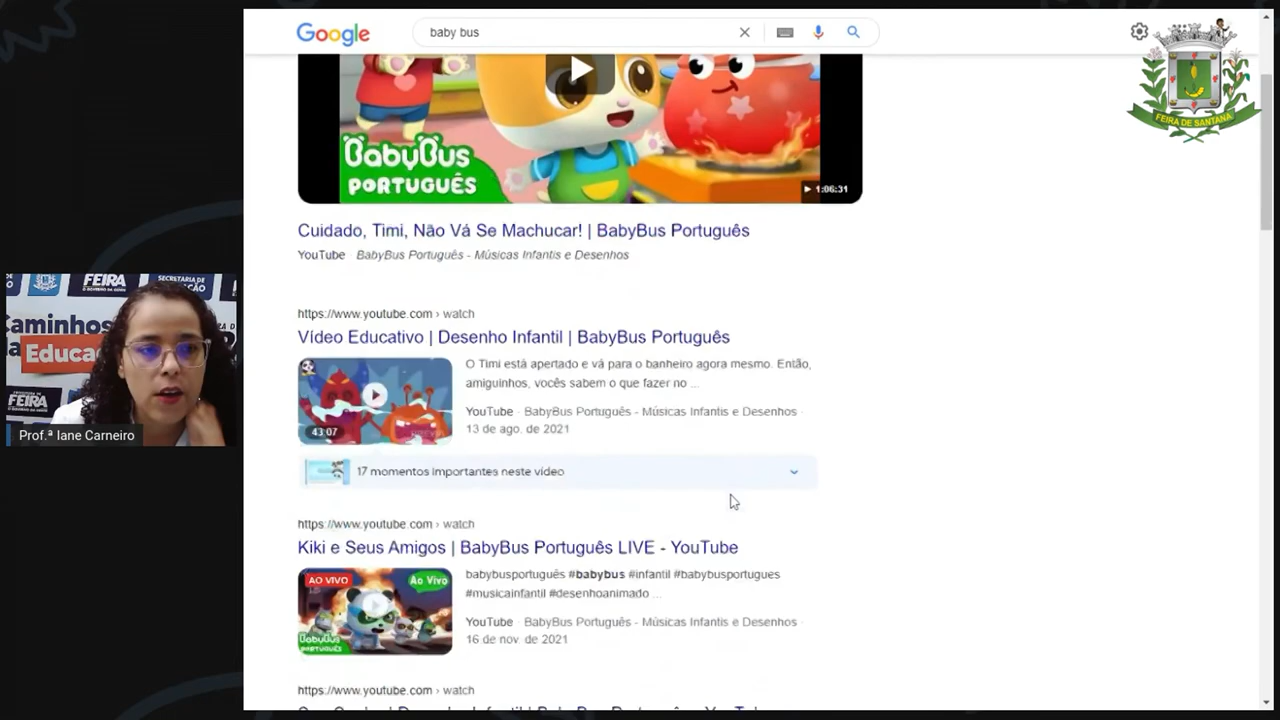 Google
baby bus
FEIRA DE SANTANA
BabyBus
PORTUGUÊS
1:06:31
Cuidado, Timi, Não Vá Se Machucar! | BabyBus Português
YouTube · BabyBus Português - Músicas Infantis e Desenhos
https://www.youtube.com › watch
Vídeo Educativo | Desenho Infantil | BabyBus Português
O Timi está apertado e vá para o banheiro agora mesmo. Então,
amiguinhos, vocês sabem o que fazer no ...
YouTube · BabyBus Português - Músicas Infantis e Desenhos ·
13 de ago. de 2021
43:07
17 momentos importantes neste vídeo
https://www.youtube.com › watch
Kiki e Seus Amigos | BabyBus Português LIVE - YouTube
AO VIVO
Ao Vivo
BabyBus
PORTUGUÊS
babybusportuguês #babybus #infantil #babybusportugues
#musicainfantil #desenhoanimado ...
YouTube · BabyBus Português - Músicas Infantis e Desenhos ·
16 de nov. de 2021
https://www.youtube.com › watch
FEIRA
SECRETARIA DE
Caminhos
Educa
FEIRA
Prof.ª Iane Carneiro